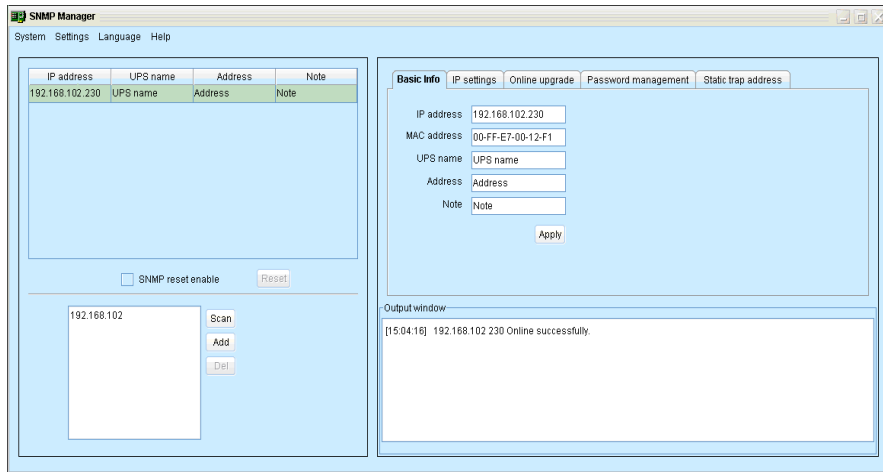 SNMP Manager
System Settings Language Help
IP address UPS name Address Note
192.168.102.230 UPS name Address Note
SNMP reset enable Reset
192.168.102
Scan
Add
Del
Basic Info IP settings Online upgrade Password management Static trap address
IP address 192.168.102.230
MAC address 00-FF-E7-00-12-F1
UPS name UPS name
Address Address
Note Note
Apply
Output window
[15:04:16] 192.168.102 230 Online successfully.